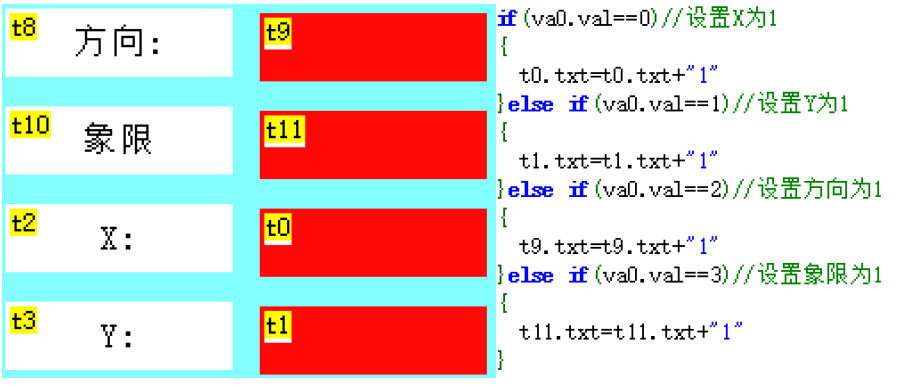 t8 方向: t9
t10 象限 t11
t2 X: t0
t3 Y: t1
if(va0.val==0)//设置X为1
{
t0.txt=t0.txt+"1"
}else if(va0.val==1)//设置Y为1
{
t1.txt=t1.txt+"1"
}else if(va0.val==2)//设置方向为1
{
t9.txt=t9.txt+"1"
}else if(va0.val==3)//设置象限为1
{
t11.txt=t11.txt+"1"
}